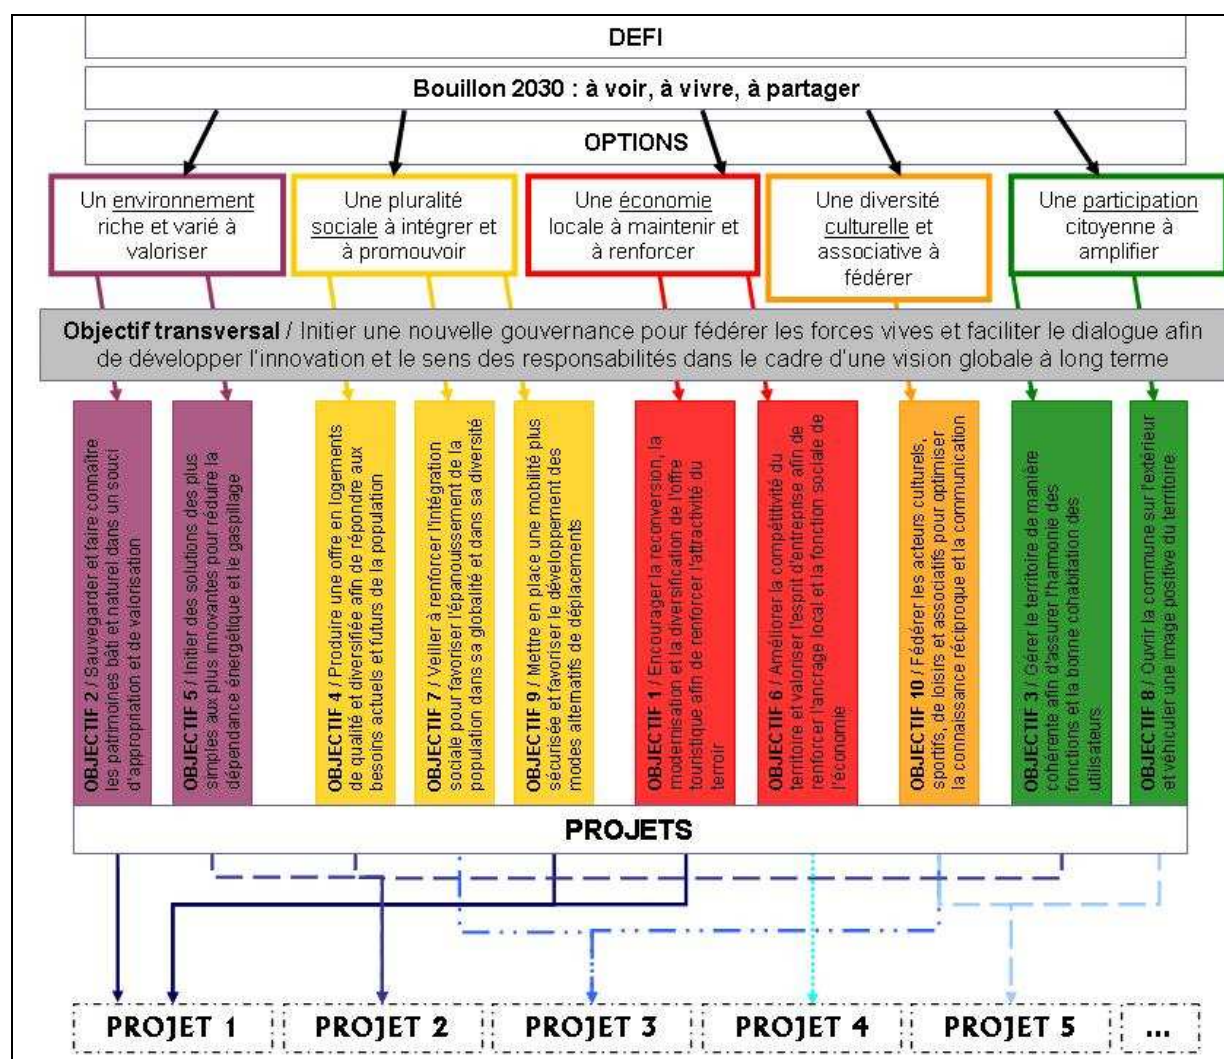 DEFI
Bouillon 2030 : à voir, à vivre, à partager
OPTIONS
Un environnement
riche et varié à
valoriser
Une pluralité
sociale à intégrer et
à promouvoir
Une économie
locale à maintenir et
à renforcer
Une diversité
culturelle et
associative à
fédérer
Une participation
citoyenne à
amplifier
Objectif transversal / Initier une nouvelle gouvernance pour fédérer les forces vives et faciliter le dialogue afin
de développer l'innovation et le sens des responsabilités dans le cadre d'une vision globale à long terme
OBJECTIF 2 / Sauvegarder et faire connaître
les patrimoines bâti et naturel dans un souci
d'appropriation et de valorisation
OBJECTIF 5 / Initier des solutions des plus
simples aux plus innovantes pour réduire la
dépendance énergétique et le gaspillage
OBJECTIF 4 / Produire une offre en logements
de qualité et diversifiée afin de répondre aux
besoins actuels et futurs de la population
OBJECTIF 7 / Veiller à renforcer l'intégration
sociale pour favoriser l'épanouissement de la
population dans sa globalité et dans sa diversité
OBJECTIF 9 / Mettre en place une mobilité plus
sécurisée et favoriser le développement des
modes alternatifs de déplacements
OBJECTIF 1 / Encourager la reconversion, la
modernisation et la diversification de l'offre
touristique afin de renforcer l'attractivité du
terroir
OBJECTIF 6 / Améliorer la compétitivité du
territoire et valoriser l'esprit d'entreprise afin de
renforcer l'ancrage local et la fonction sociale de
l'économie
OBJECTIF 10 / Fédérer les acteurs culturels,
sportifs, de loisirs et associatifs pour optimiser
la connaissance réciproque et la communication
OBJECTIF 3 / Gérer le territoire de manière
cohérente afin d'assurer l'harmonie des
fonctions et la bonne cohabitation des
utilisateurs
OBJECTIF 8 / Ouvrir la commune sur l'extérieur
et véhiculer une image positive du territoire.
PROJETS
PROJET 1
PROJET 2
PROJET 3
PROJET 4
PROJET 5
...